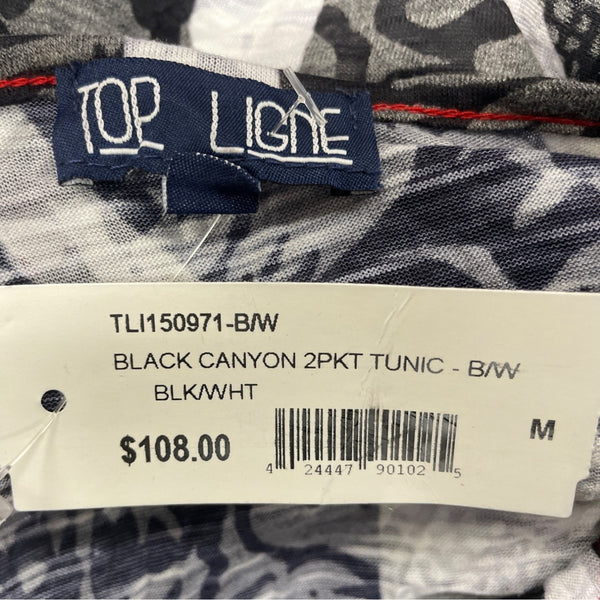 TOP LIGNE
TLI150971-B/W
BLACK CANYON 2PKT TUNIC - B/W
BLK/WHT
$108.00
M
4 24447 90102 5